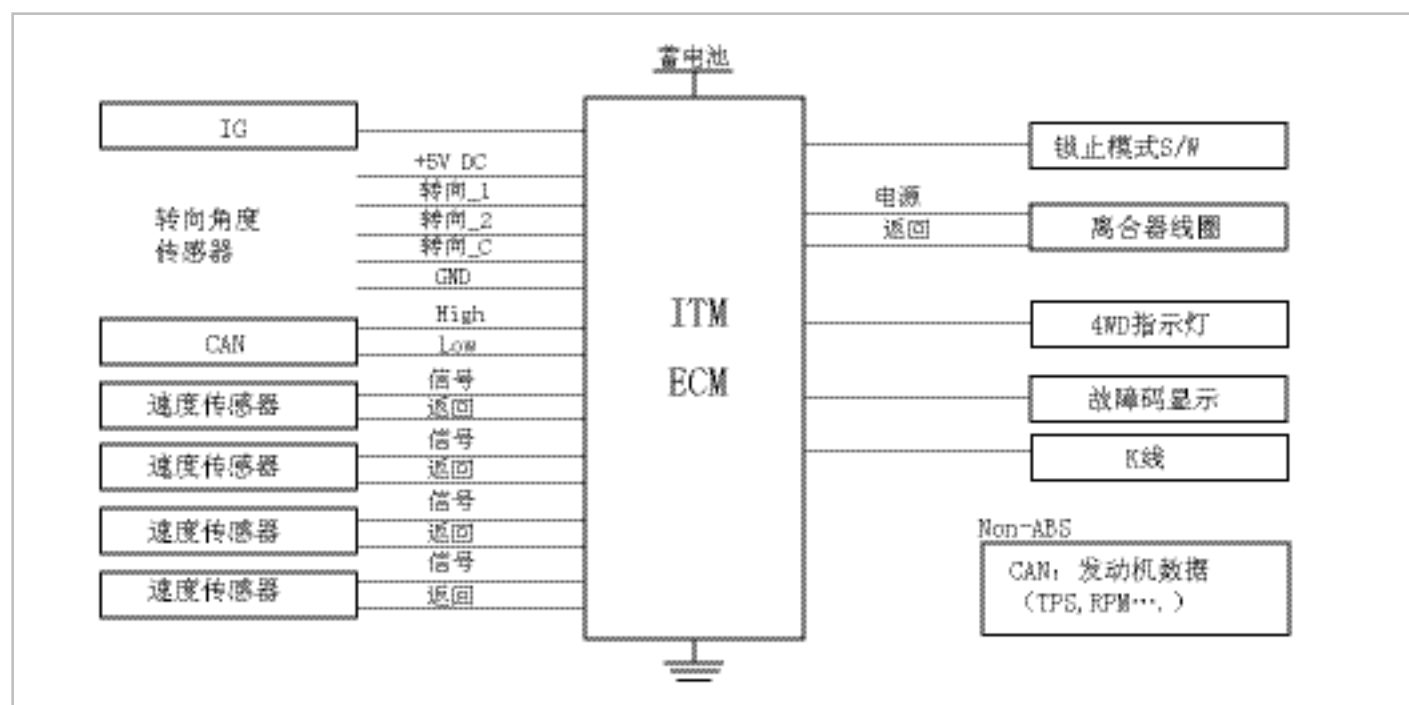 蓄电池
IG
+5V DC
转向_1
转向_2
转向_C
GND
转向角度
传感器
High
Low
CAN
信号
返回
速度传感器
信号
返回
速度传感器
信号
返回
速度传感器
信号
返回
速度传感器
ITM
ECM
锁止模式S/W
电源
返回
离合器线圈
4WD指示灯
故障码显示
K线
Non-ABS
CAN: 发动机数据
(TPS,RPM….)